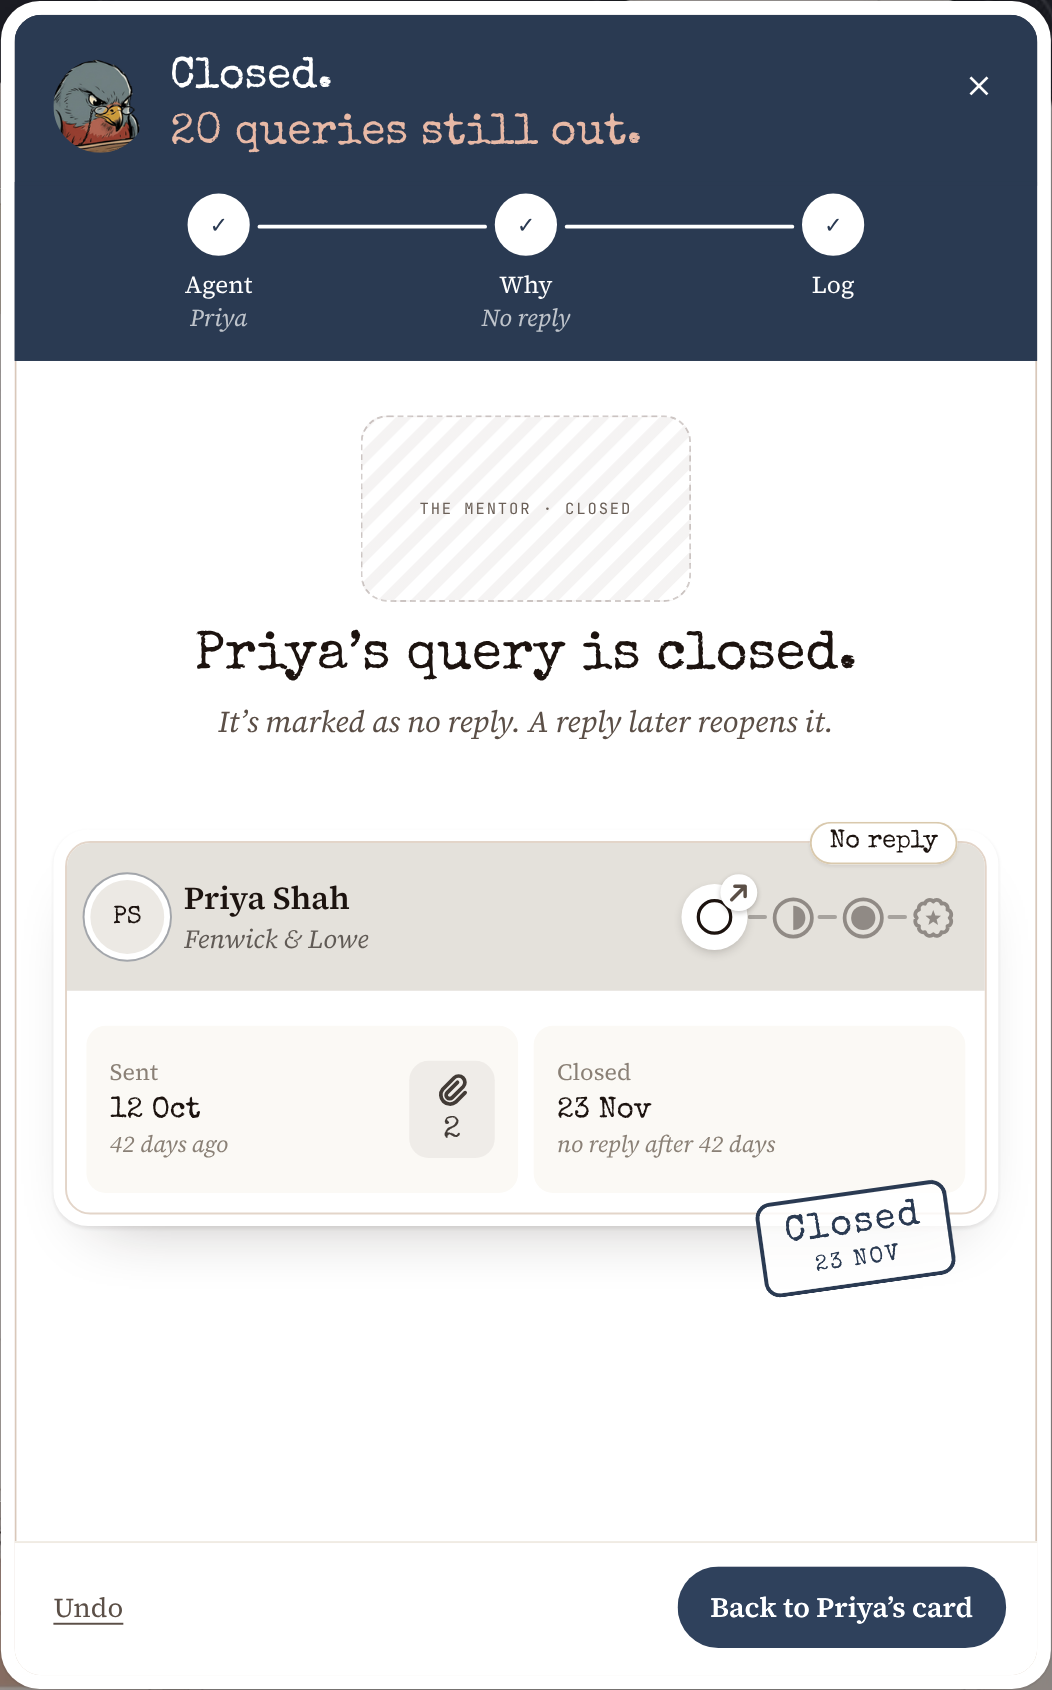 Closed.
20 queries still out.
Agent
Priya
Why
No reply
Log
THE MENTOR · CLOSED
Priya’s query is closed.
It’s marked as no reply. A reply later reopens it.
No reply
PS
Priya Shah
Fenwick & Lowe
Sent
12 Oct
42 days ago
2
Closed
23 Nov
no reply after 42 days
Closed
23 NOV
Undo
Back to Priya’s card